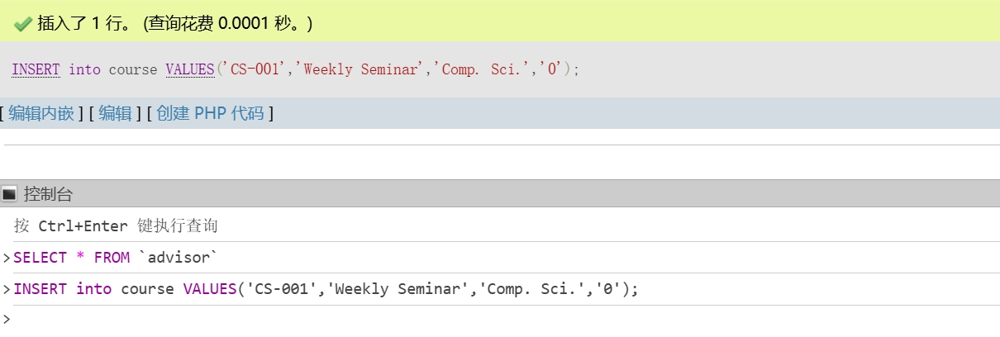 插入了 1 行。 (查询花费 0.0001 秒。)
INSERT into course VALUES('CS-001','Weekly Seminar','Comp. Sci.','0');
[ 编辑内嵌 ] [ 编辑 ] [ 创建 PHP 代码 ]
控制台
按 Ctrl+Enter 键执行查询
>SELECT * FROM `advisor`
>INSERT into course VALUES('CS-001','Weekly Seminar','Comp. Sci.','0');
>